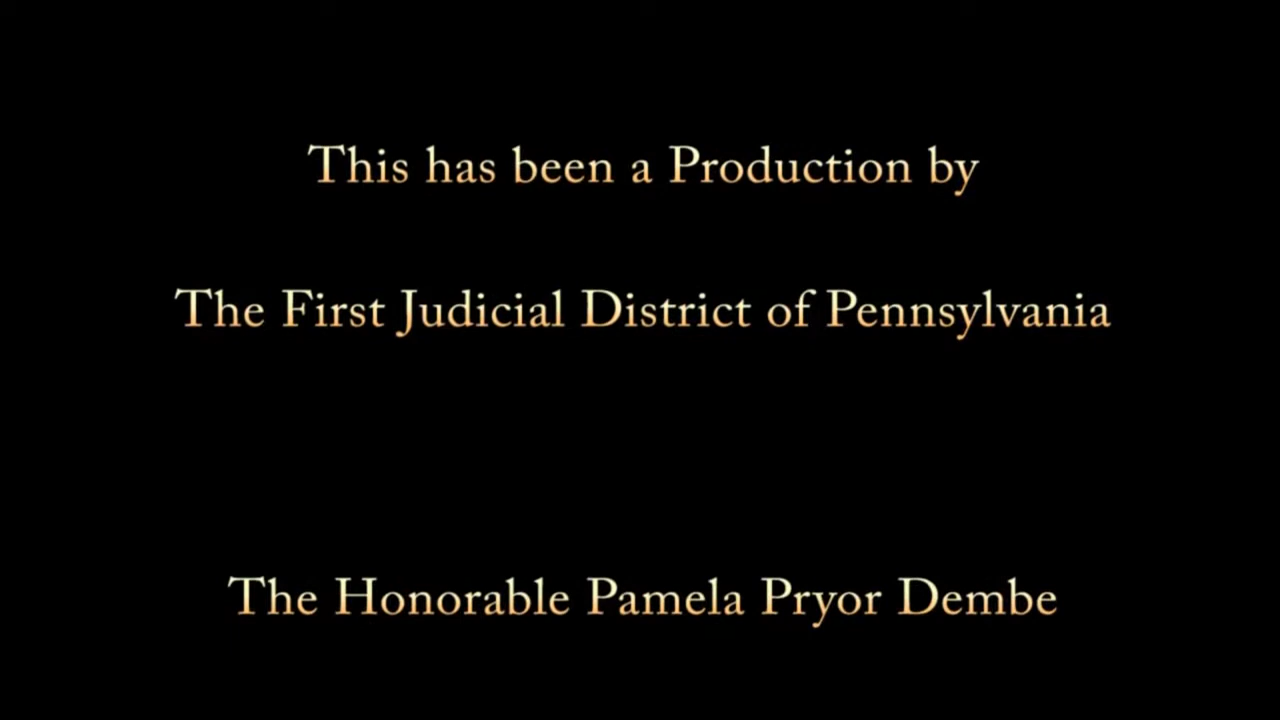 This has been a Production by
The First Judicial District of Pennsylvania
The Honorable Pamela Pryor Dembe